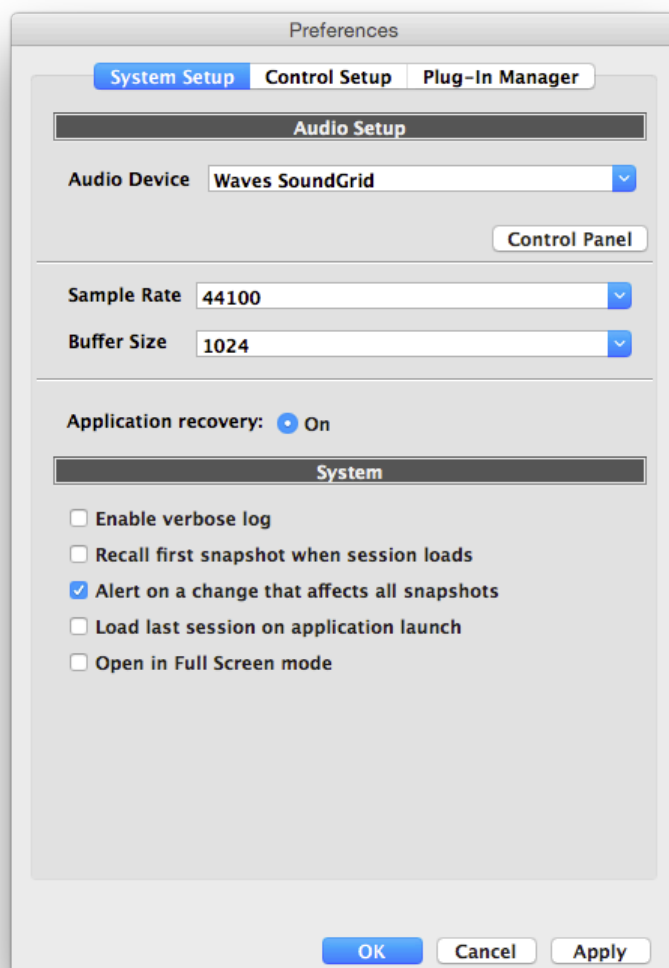 Preferences
System Setup Control Setup Plug-In Manager
Audio Setup
Audio Device Waves SoundGrid
Control Panel
Sample Rate 44100
Buffer Size 1024
Application recovery: On
System
Enable verbose log
Recall first snapshot when session loads
Alert on a change that affects all snapshots
Load last session on application launch
Open in Full Screen mode
OK Cancel Apply